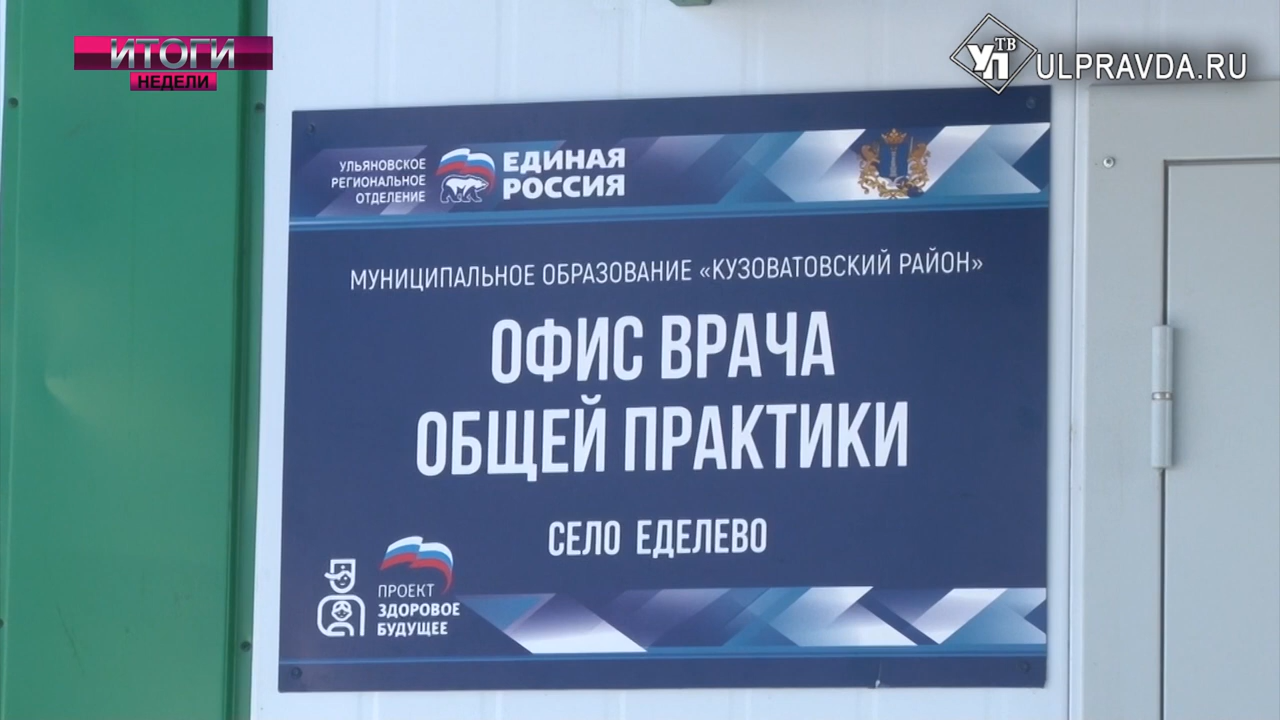 ИТОГИ
НЕДЕЛИ
УП ТВ ULPRAVDA.RU
УЛЬЯНОВСКОЕ
РЕГИОНАЛЬНОЕ
ОТДЕЛЕНИЕ
ЕДИНАЯ
РОССИЯ
МУНИЦИПАЛЬНОЕ ОБРАЗОВАНИЕ «КУЗОВАТОВСКИЙ РАЙОН»
ОФИС ВРАЧА
ОБЩЕЙ ПРАКТИКИ
СЕЛО ЕДЕЛЕВО
ПРОЕКТ
ЗДОРОВОЕ
БУДУЩЕЕ